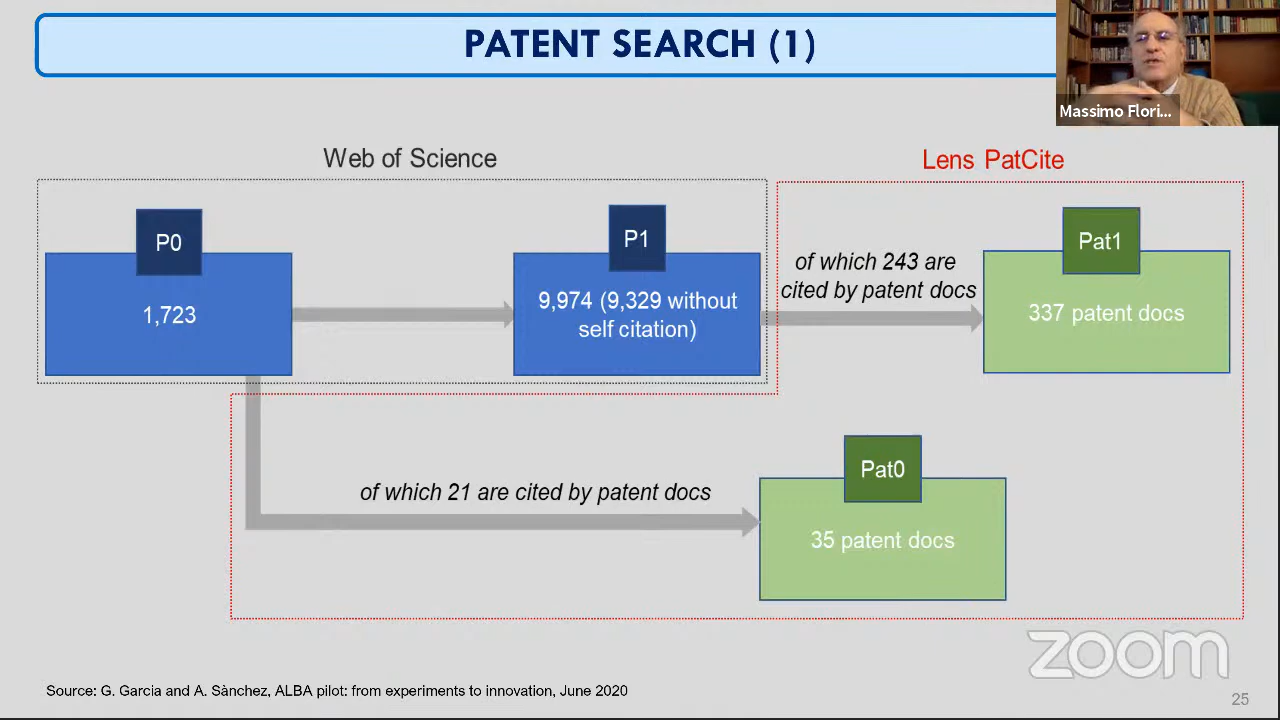 PATENT SEARCH (1)
Massimo Flori...
Web of Science
Lens PatCite
P0
1,723
P1
9,974 (9,329 without
self citation)
of which 243 are
cited by patent docs
Pat1
337 patent docs
of which 21 are cited by patent docs
Pat0
35 patent docs
zoom
Source: G. Garcia and A. Sànchez, ALBA pilot: from experiments to innovation, June 2020
25